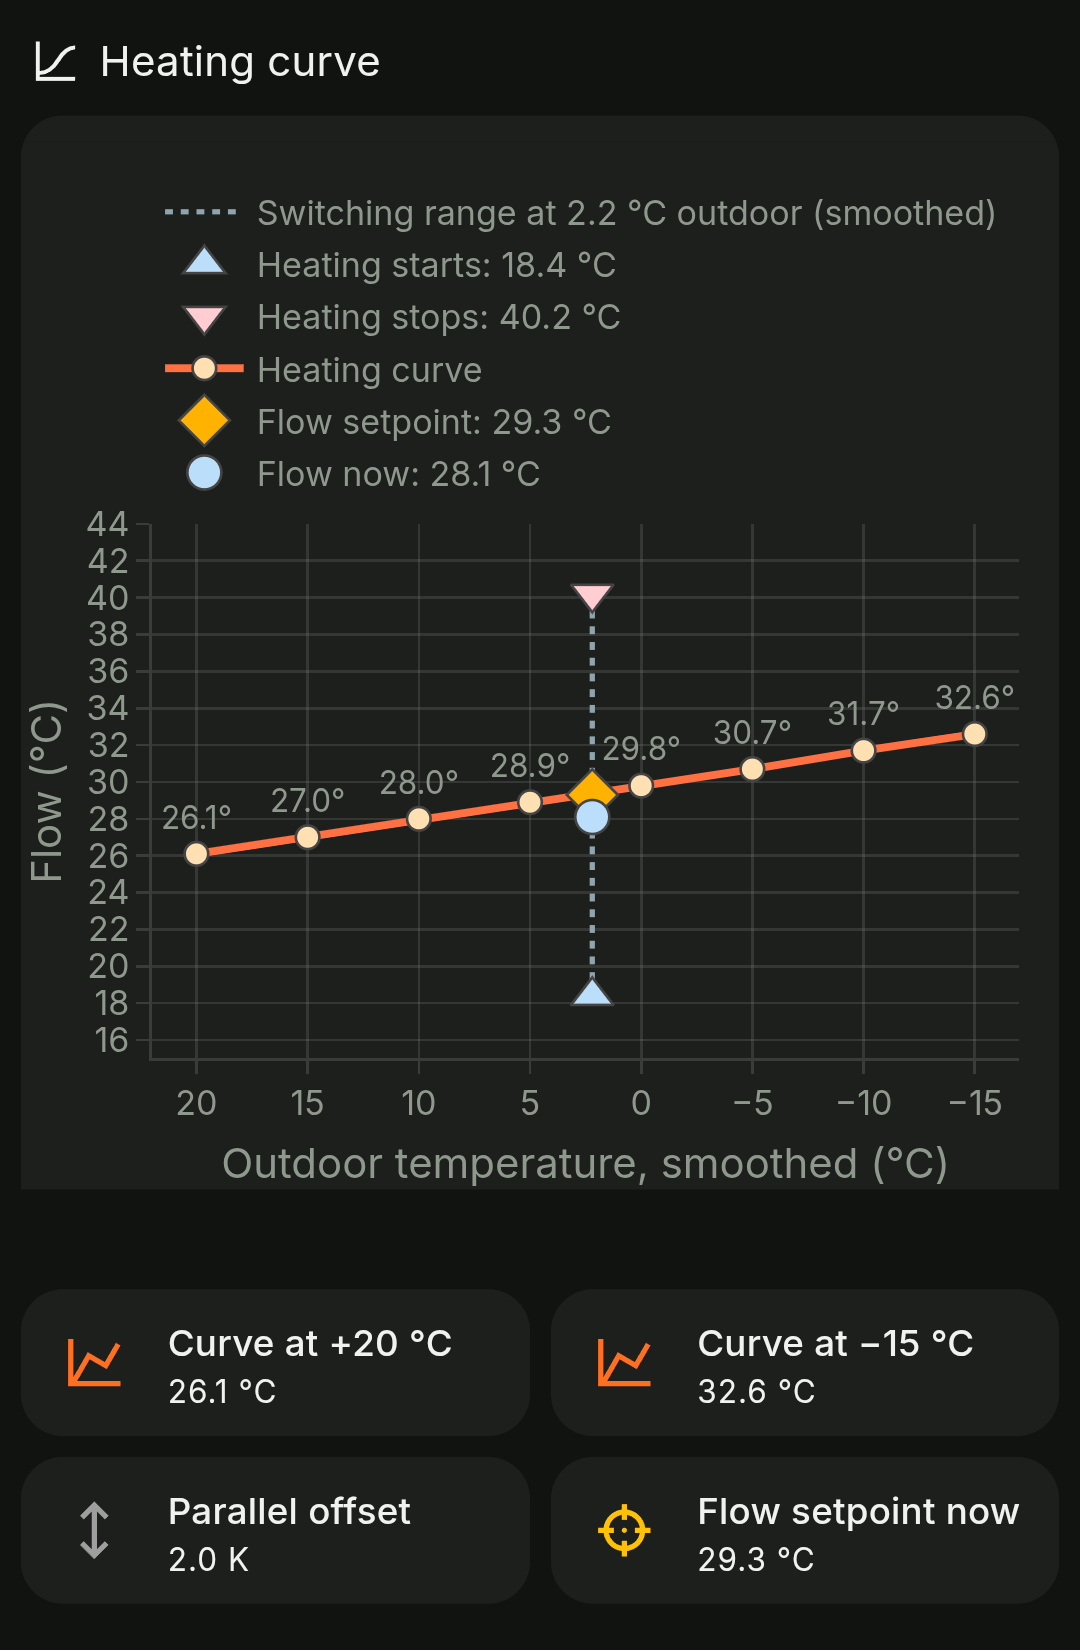 Heating curve
Switching range at 2.2 °C outdoor (smoothed)
Heating starts: 18.4 °C
Heating stops: 40.2 °C
Heating curve
Flow setpoint: 29.3 °C
Flow now: 28.1 °C
44
42
40
38
36
34
32
30
28
26
24
22
20
18
16
Flow (°C)
26.1°
27.0°
28.0°
28.9°
29.8°
30.7°
31.7°
32.6°
20 15 10 5 0 −5 −10 −15
Outdoor temperature, smoothed (°C)
Curve at +20 °C
26.1 °C
Curve at −15 °C
32.6 °C
Parallel offset
2.0 K
Flow setpoint now
29.3 °C